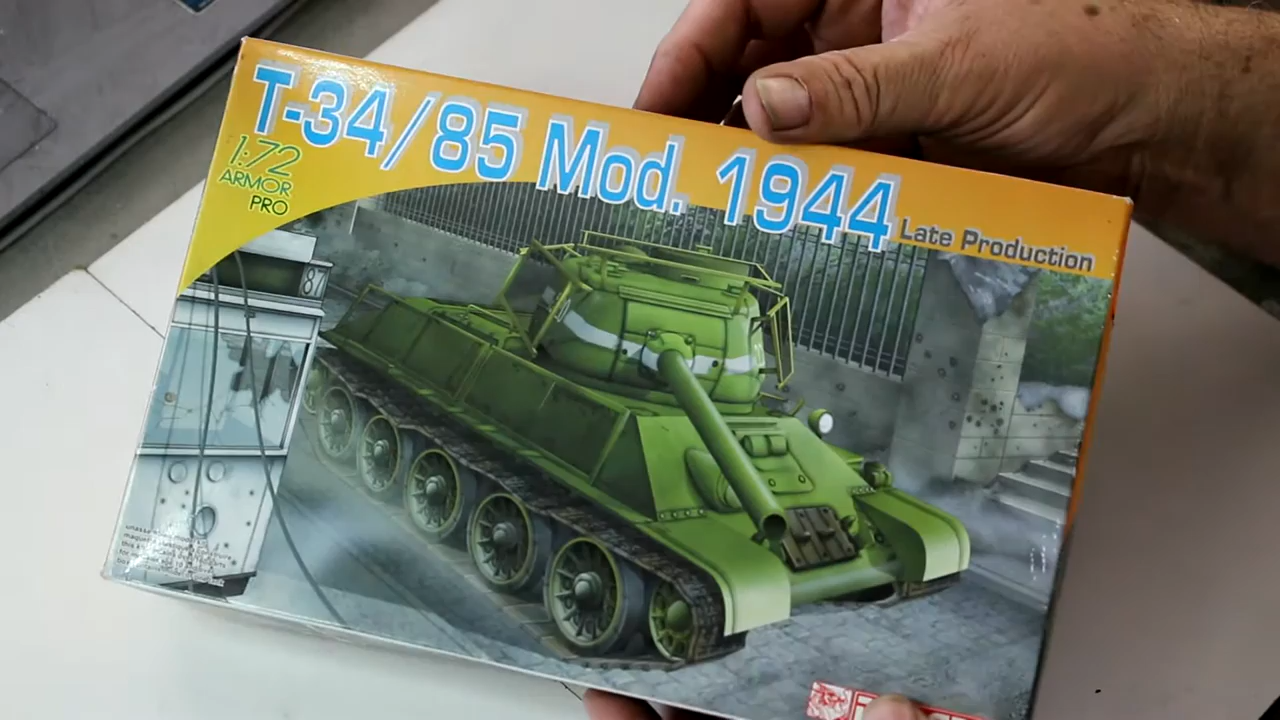 T-34/85 Mod. 1944
Late Production
1:72
ARMOR
PRO
87